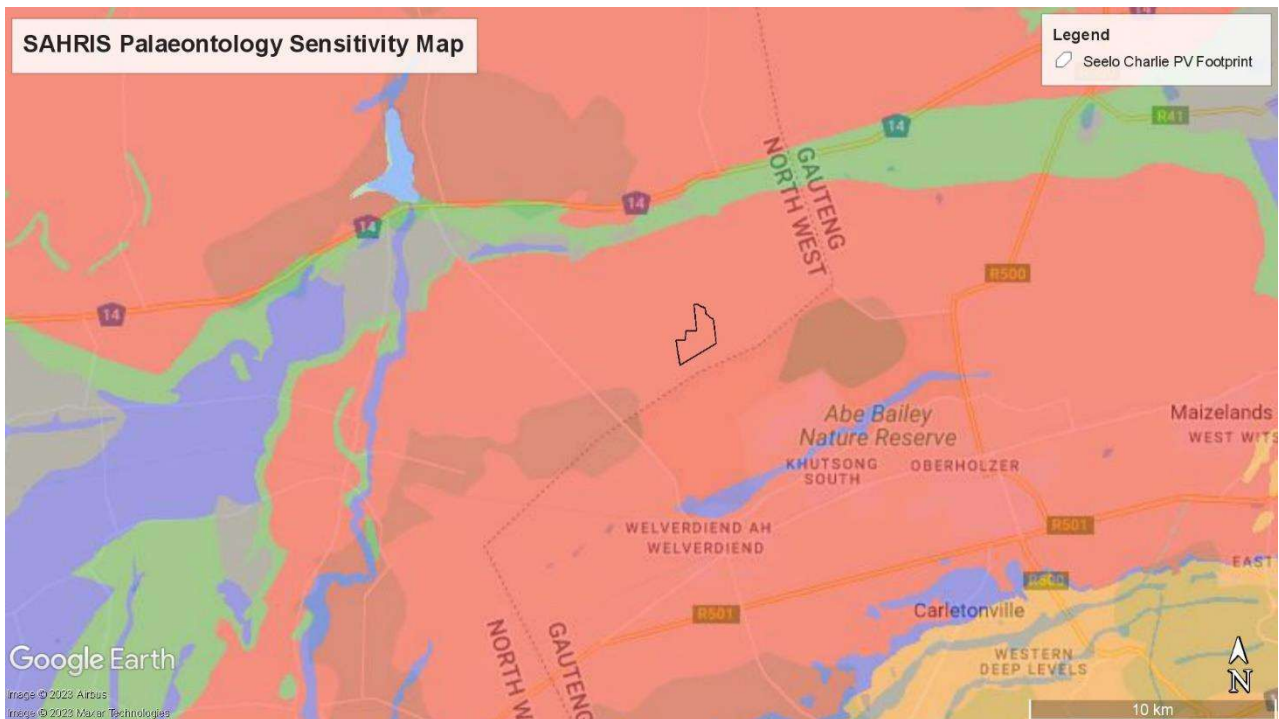 SAHRIS Palaeontology Sensitivity Map
Legend
Seelo Charlie PV Footprint
14
R41
14
GAUTENG
NORTH WEST
14
14
R500
14
Abe Bailey
Nature Reserve
Maizelands
WEST WITS
KHUTSONG
SOUTH
OBERHOLZER
WELVERDIEND AH
WELVERDIEND
R501
EAST
R500
Carletonville
R501
NORTH W
GAUTENG
WESTERN
DEEP LEVELS
Google Earth
N
Image © 2023 Airbus
Image © 2023 Maxar Technologies
10 km